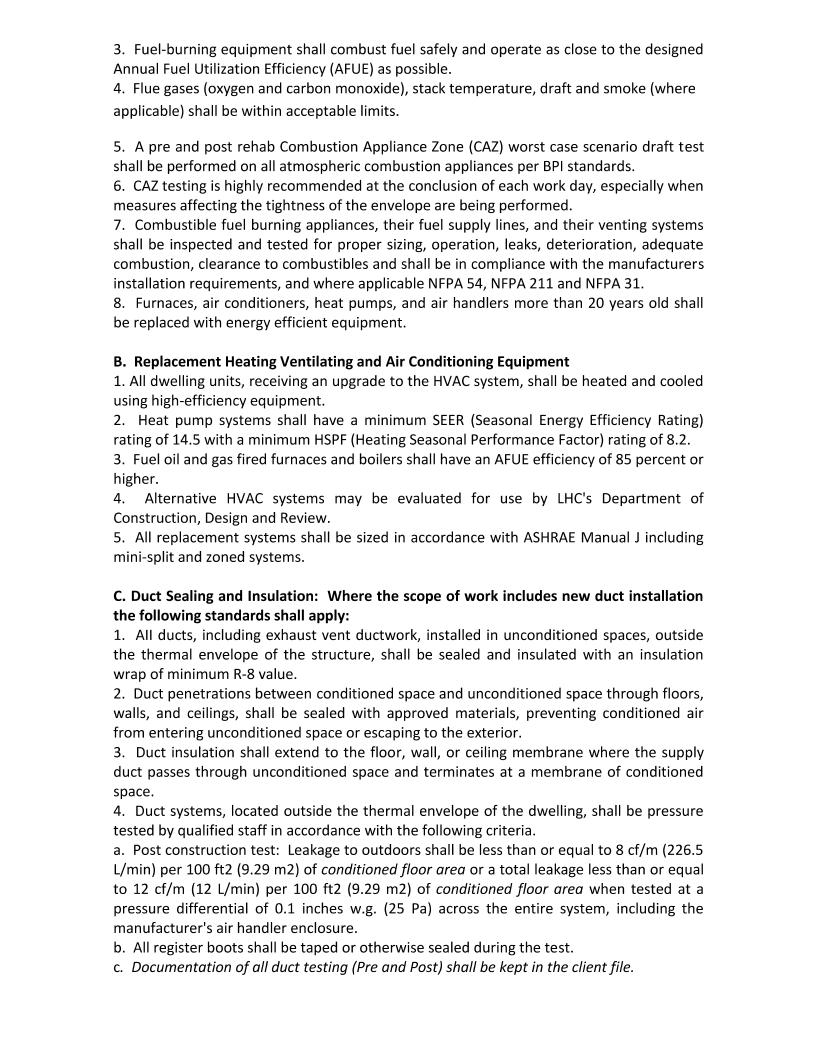 3. Fuel-burning equipment shall combust fuel safely and operate as close to the designed
Annual Fuel Utilization Efficiency (AFUE) as possible.
4. Flue gases (oxygen and carbon monoxide), stack temperature, draft and smoke (where
applicable) shall be within acceptable limits.
5. A pre and post rehab Combustion Appliance Zone (CAZ) worst case scenario draft test
shall be performed on all atmospheric combustion appliances per BPI standards.
6. CAZ testing is highly recommended at the conclusion of each work day, especially when
measures affecting the tightness of the envelope are being performed.
7. Combustible fuel burning appliances, their fuel supply lines, and their venting systems
shall be inspected and tested for proper sizing, operation, leaks, deterioration, adequate
combustion, clearance to combustibles and shall be in compliance with the manufacturers
installation requirements, and where applicable NFPA 54, NFPA 211 and NFPA 31.
8. Furnaces, air conditioners, heat pumps, and air handlers more than 20 years old shall
be replaced with energy efficient equipment.
B. Replacement Heating Ventilating and Air Conditioning Equipment
1. All dwelling units, receiving an upgrade to the HVAC system, shall be heated and cooled
using high-efficiency equipment.
2. Heat pump systems shall have a minimum SEER (Seasonal Energy Efficiency Rating)
rating of 14.5 with a minimum HSPF (Heating Seasonal Performance Factor) rating of 8.2.
3. Fuel oil and gas fired furnaces and boilers shall have an AFUE efficiency of 85 percent or
higher.
4. Alternative HVAC systems may be evaluated for use by LHC's Department of
Construction, Design and Review.
5. All replacement systems shall be sized in accordance with ASHRAE Manual J including
mini-split and zoned systems.
C. Duct Sealing and Insulation: Where the scope of work includes new duct installation
the following standards shall apply:
1. AII ducts, including exhaust vent ductwork, installed in unconditioned spaces, outside
the thermal envelope of the structure, shall be sealed and insulated with an insulation
wrap of minimum R-8 value.
2. Duct penetrations between conditioned space and unconditioned space through floors,
walls, and ceilings, shall be sealed with approved materials, preventing conditioned air
from entering unconditioned space or escaping to the exterior.
3. Duct insulation shall extend to the floor, wall, or ceiling membrane where the supply
duct passes through unconditioned space and terminates at a membrane of conditioned
space.
4. Duct systems, located outside the thermal envelope of the dwelling, shall be pressure
tested by qualified staff in accordance with the following criteria.
a. Post construction test: Leakage to outdoors shall be less than or equal to 8 cf/m (226.5
L/min) per 100 ft2 (9.29 m2) of conditioned floor area or a total leakage less than or equal
to 12 cf/m (12 L/min) per 100 ft2 (9.29 m2) of conditioned floor area when tested at a
pressure differential of 0.1 inches w.g. (25 Pa) across the entire system, including the
manufacturer's air handler enclosure.
b. All register boots shall be taped or otherwise sealed during the test.
c. Documentation of all duct testing (Pre and Post) shall be kept in the client file.